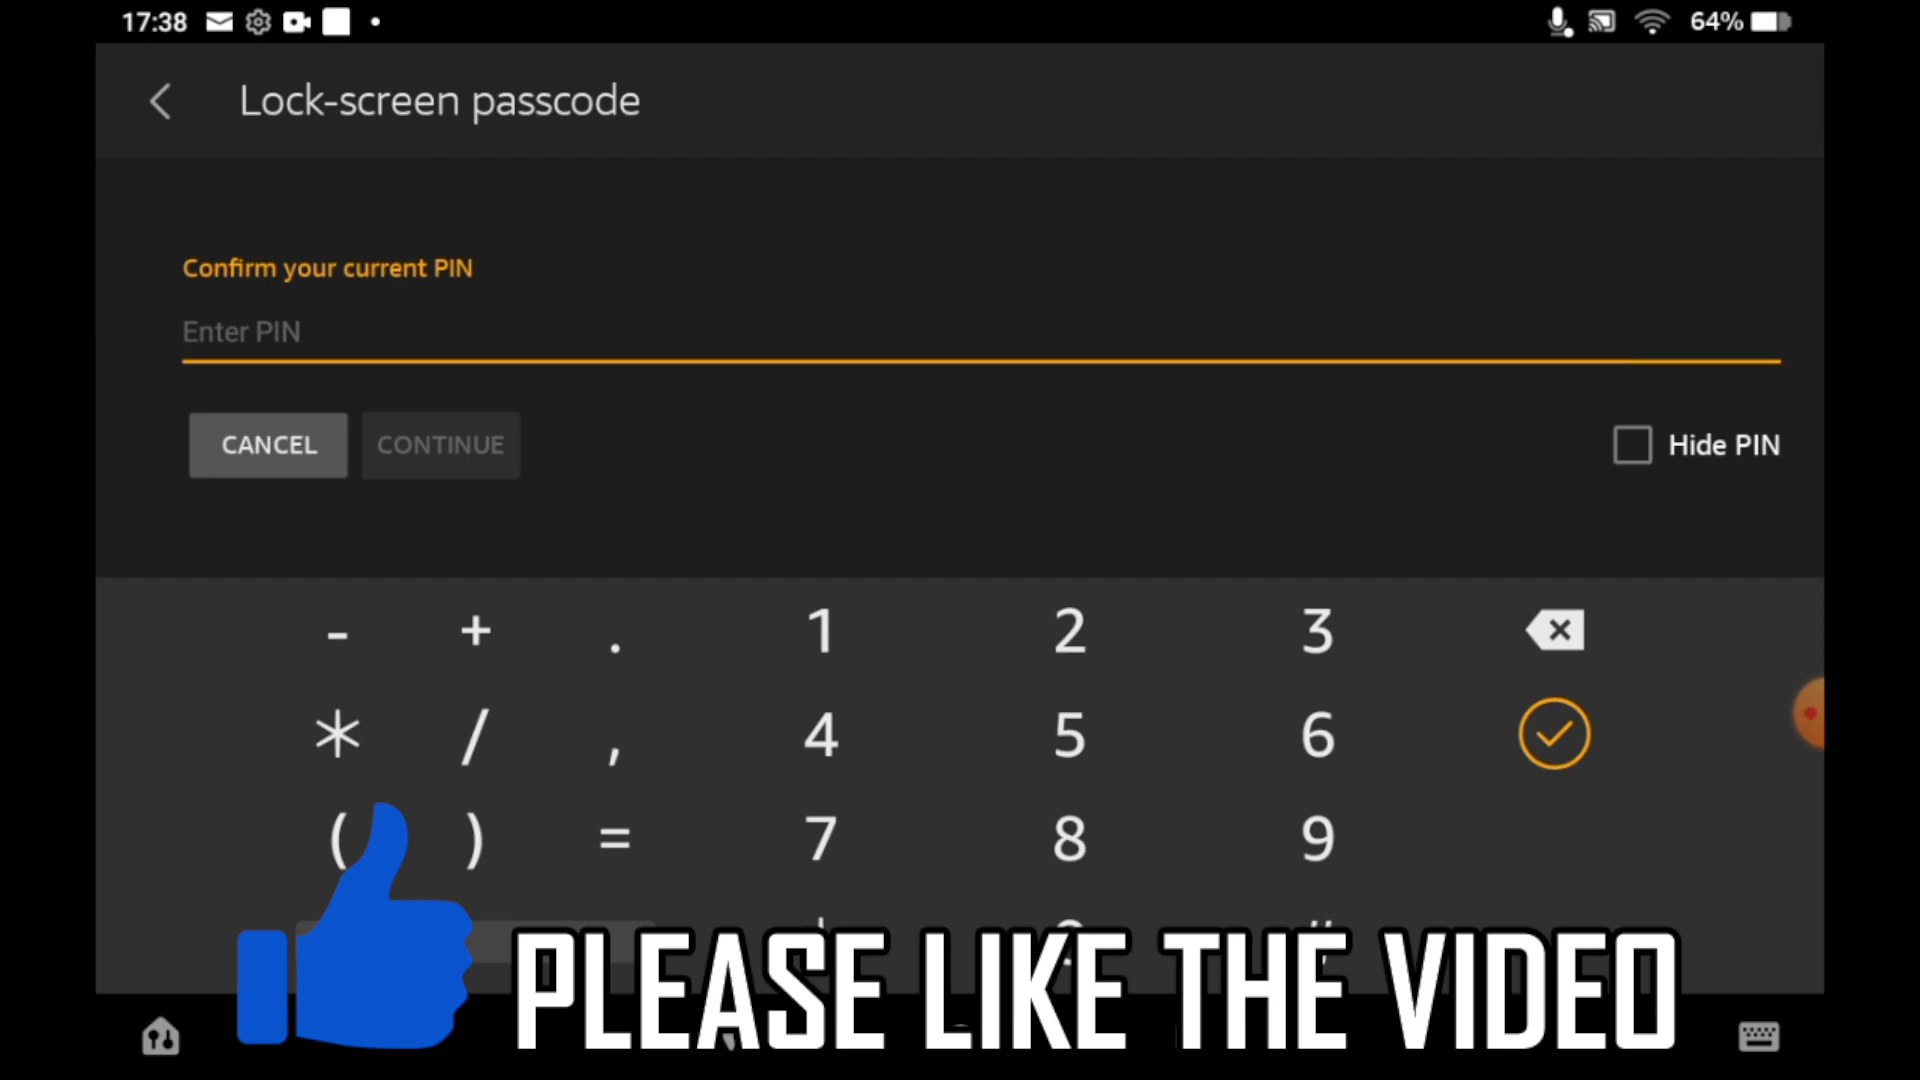 17:38 64%
Lock-screen passcode
Confirm your current PIN
Enter PIN
CANCEL CONTINUE Hide PIN
- + . 1 2 3
* / , 4 5 6
( ) = 7 8 9
PLEASE LIKE THE VIDEO